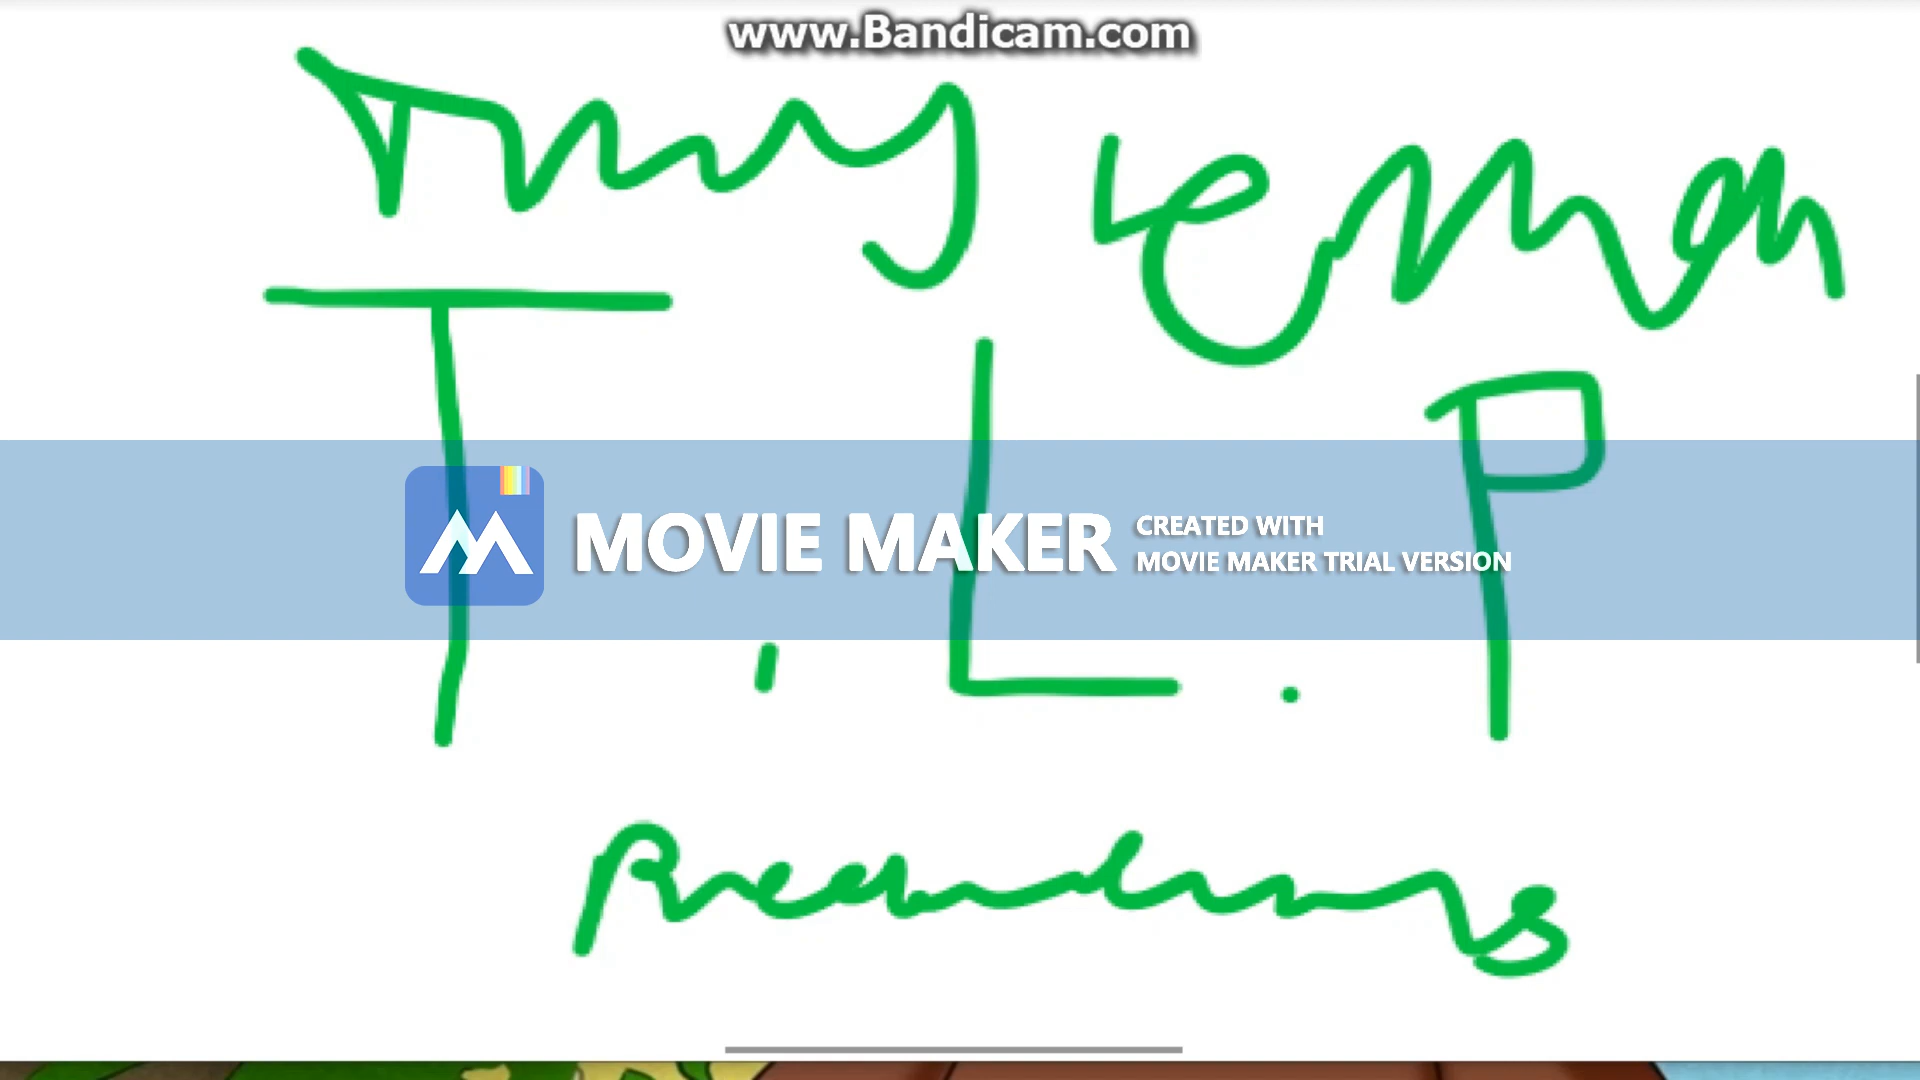 www.Bandicam.com
Tiny Lemon
T.L.P
MOVIE MAKER
CREATED WITH
MOVIE MAKER TRIAL VERSION